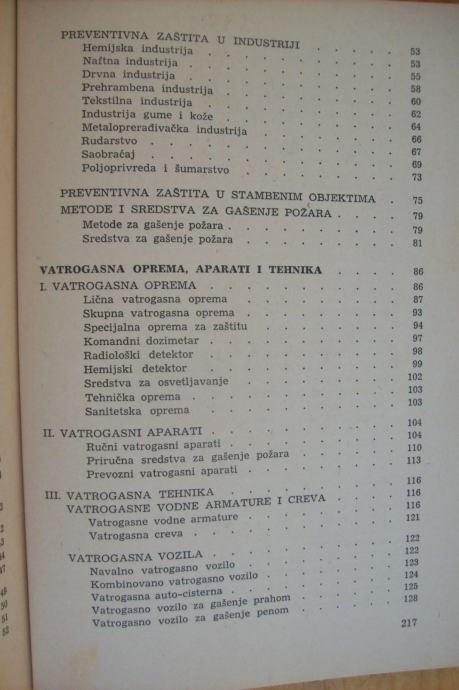 PREVENTIVNA ZAŠTITA U INDUSTRIJI . . . . . 53
Hemijska industrija . . . . . . . . 53
Naftna industrija . . . . . . . . 55
Drvna industrija . . . . . . . . 58
Prehrambena industrija . . . . . . . 60
Tekstilna industrija . . . . . . . . 62
Industrija gume i kože . . . . . . . 64
Metaloprerađivačka industrija . . . . . . 66
Rudarstvo . . . . . . . . . 67
Saobraćaj . . . . . . . . . 69
Poljoprivreda i šumarstvo . . . . . . . 73
PREVENTIVNA ZAŠTITA U STAMBENIM OBJEKTIMA . 75
METODE I SREDSTVA ZA GAŠENJE POŽARA . . . . 79
Metode za gašenje požara . . . . . . . 79
Sredstva za gašenje požara . . . . . . . 81
VATROGASNA OPREMA, APARATI I TEHNIKA . . . . 86
I. VATROGASNA OPREMA . . . . . . . . 86
Lična vatrogasna oprema . . . . . . . 87
Skupna vatrogasna oprema . . . . . . . 93
Specijalna oprema za zaštitu . . . . . . 94
Komandni dozimetar . . . . . . . . 97
Radiološki detektor . . . . . . . . 98
Hemijski detektor . . . . . . . . 99
Sredstva za osvetljavanje . . . . . . . 102
Tehnička oprema . . . . . . . . 103
Sanitetska oprema . . . . . . . . 103
II. VATROGASNI APARATI . . . . . . . . 104
Ručni vatrogasni aparati . . . . . . . 104
Priručna sredstva za gašenje požara . . . . . 110
Prevozni vatrogasni aparati . . . . . . . 113
III. VATROGASNA TEHNIKA . . . . . . . 116
VATROGASNE VODNE ARMATURE I CREVA . . . . 116
Vatrogasne vodne armature . . . . . . . 116
Vatrogasna creva . . . . . . . . 121
VATROGASNA VOZILA . . . . . . . . 122
Navalno vatrogasno vozilo . . . . . . . 122
Kombinovano vatrogasno vozilo . . . . . . 123
Vatrogasna auto-cisterna . . . . . . . 124
Vatrogasno vozilo za gašenje prahom . . . . . 125
Vatrogasno vozilo za gašenje penom . . . . . 128
217
49
50
51
52